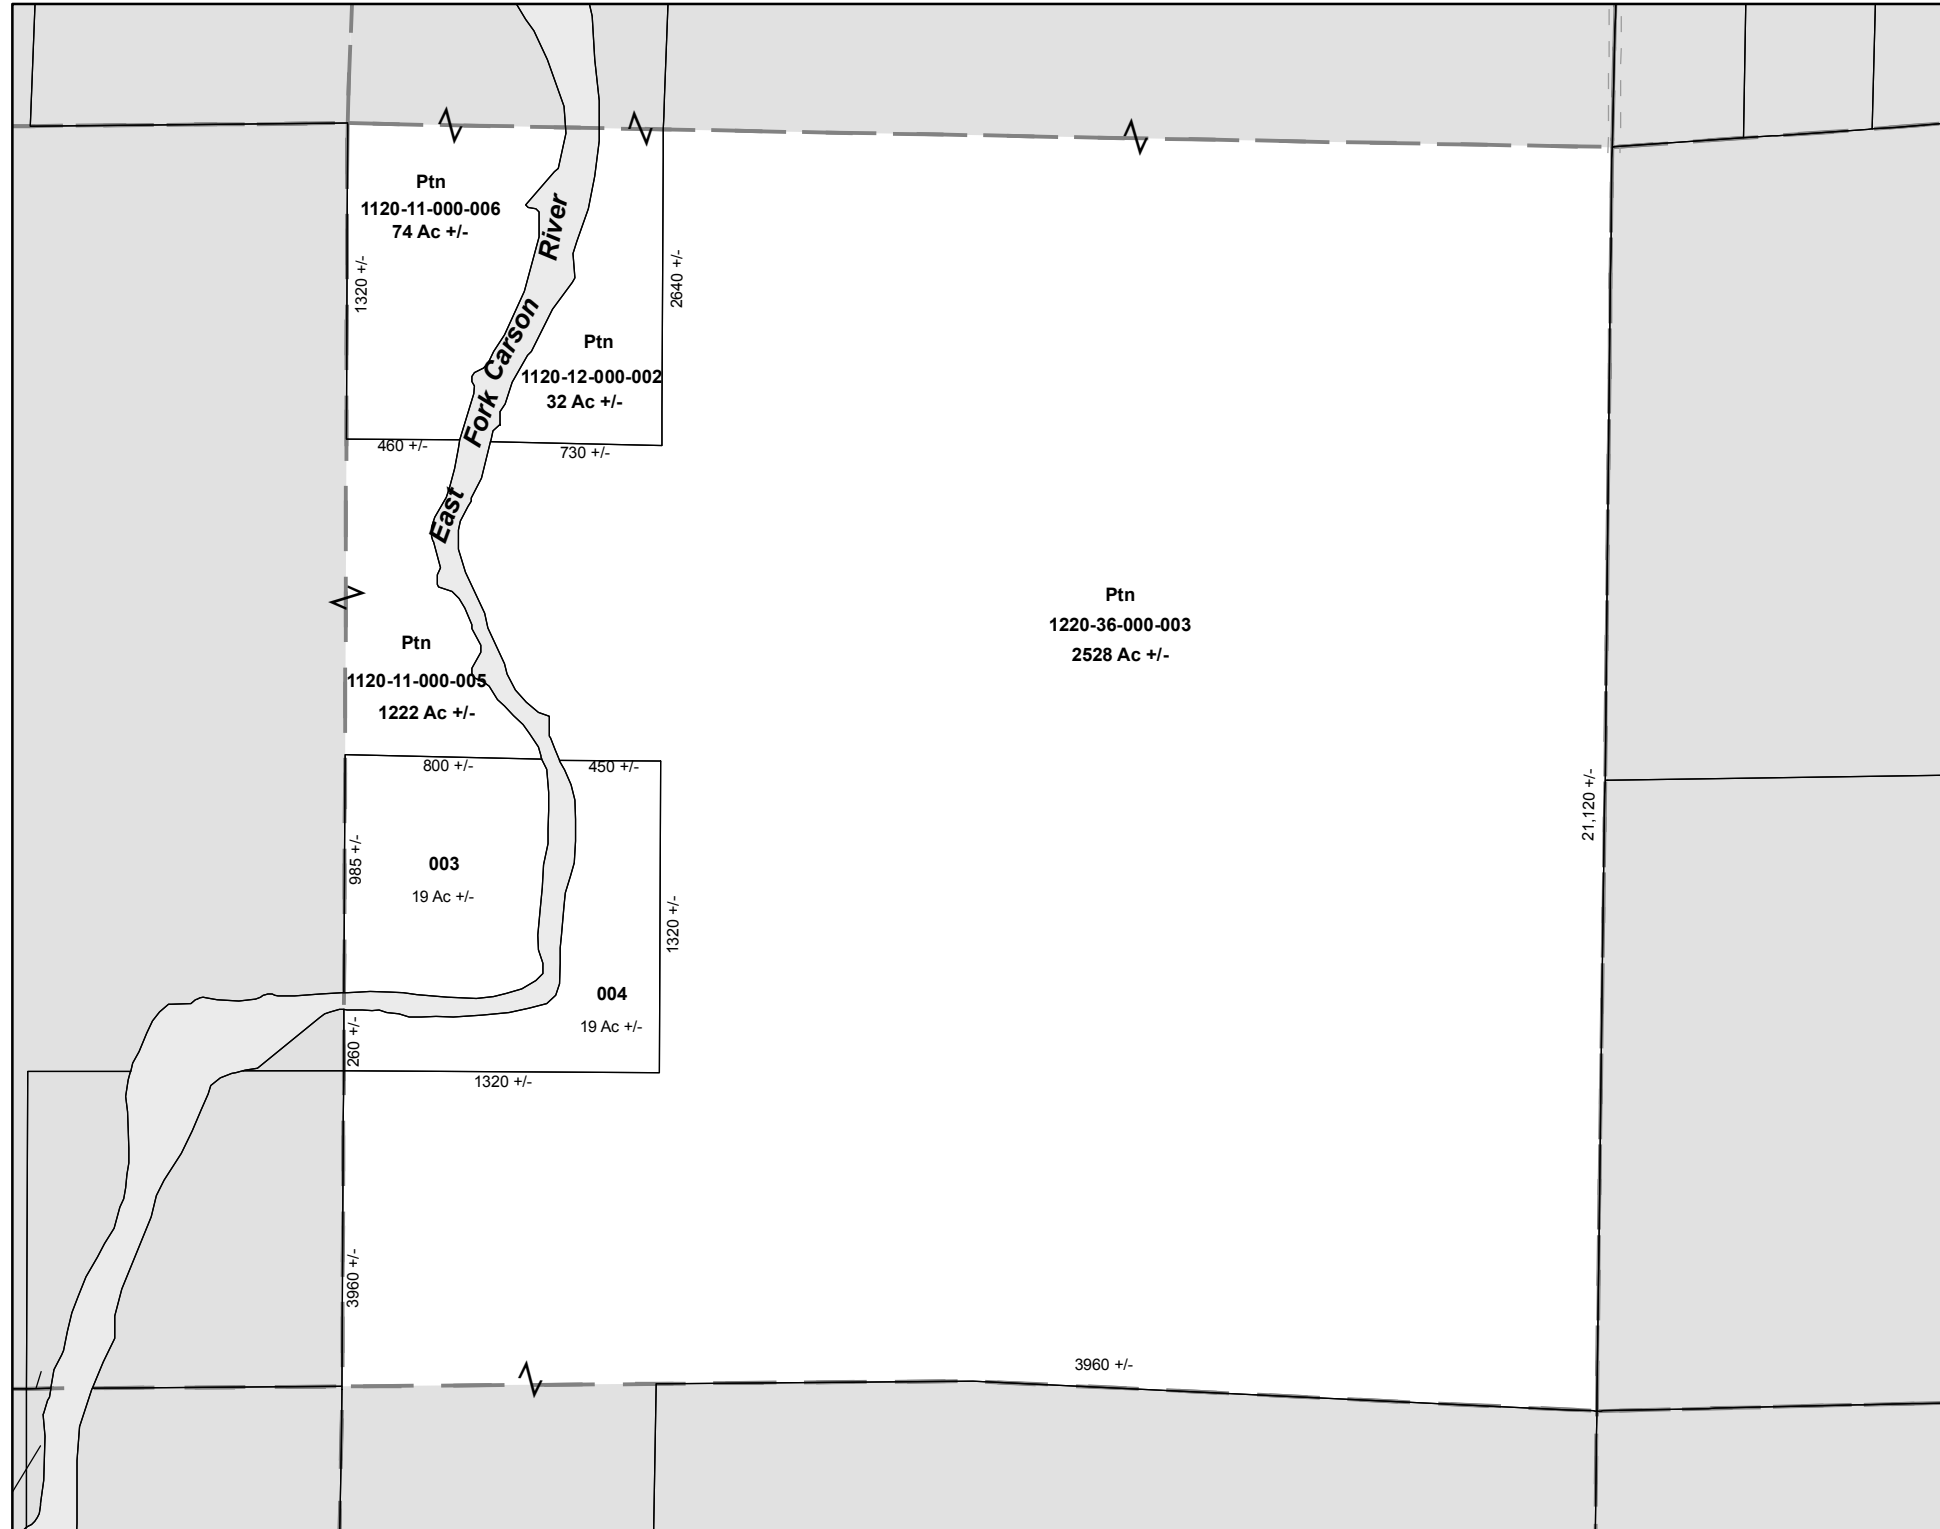 Ptn
1120-11-000-006
74 Ac +/-
1320 +/-
River
2640 +/-
Carson
Ptn
1120-12-000-002
32 Ac +/-
Fork
460 +/-
730 +/-
East
Ptn
1220-36-000-003
2528 Ac +/-
Ptn
1120-11-000-005
1222 Ac +/-
800 +/-
450 +/-
21,120 +/-
985 +/-
003
19 Ac +/-
1320 +/-
004
19 Ac +/-
260 +/-
1320 +/-
3960 +/-
3960 +/-